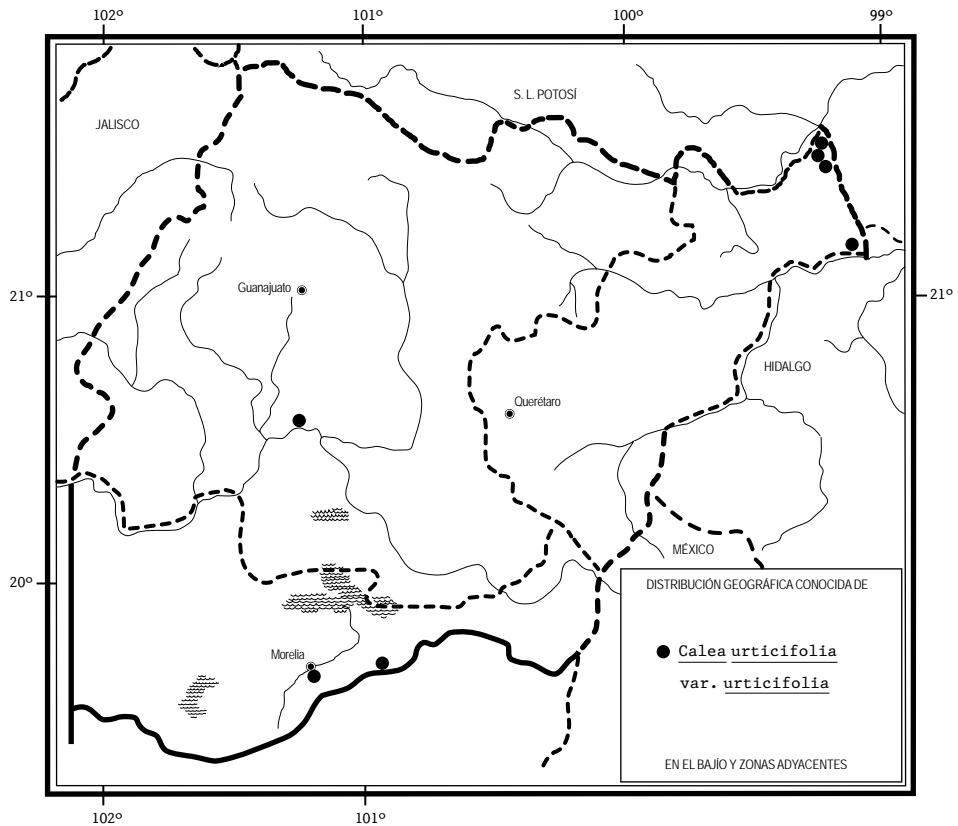 102º 101º 100º 99º
S. L. POTOSÍ
JALISCO
Guanajuato
21º
21º
HIDALGO
Querétaro
MÉXICO
20º
DISTRIBUCIÓN GEOGRÁFICA CONOCIDA DE
Calea urticifolia
var. urticifolia
EN EL BAJÍO Y ZONAS ADYACENTES
Morelia
102º 101º